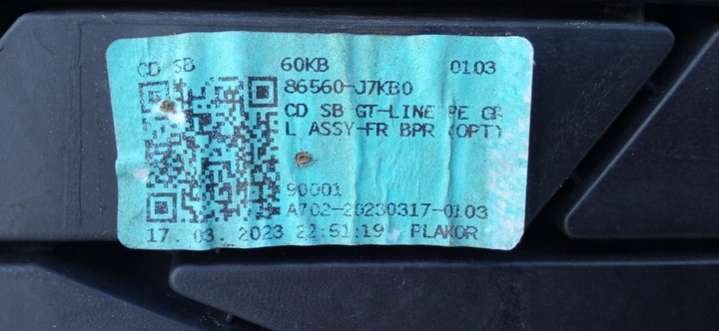 CD SB 60KB 0103
86560-J7KB0
CD SB GT-LINE PE GR
L ASSY-FR BPR (OPT)
90001
A702-20230317-0103
17. 03. 2023 22:51:19 PLAKOR